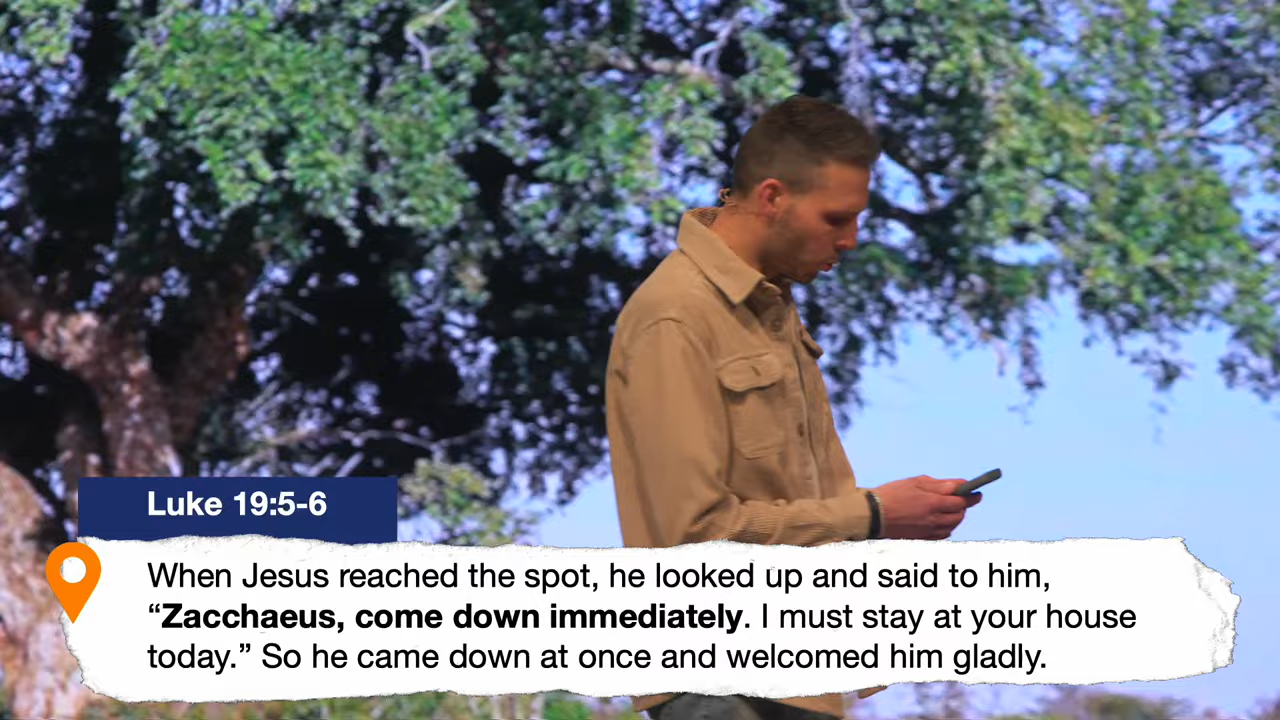 Luke 19:5-6
When Jesus reached the spot, he looked up and said to him,
“Zacchaeus, come down immediately. I must stay at your house
today.” So he came down at once and welcomed him gladly.